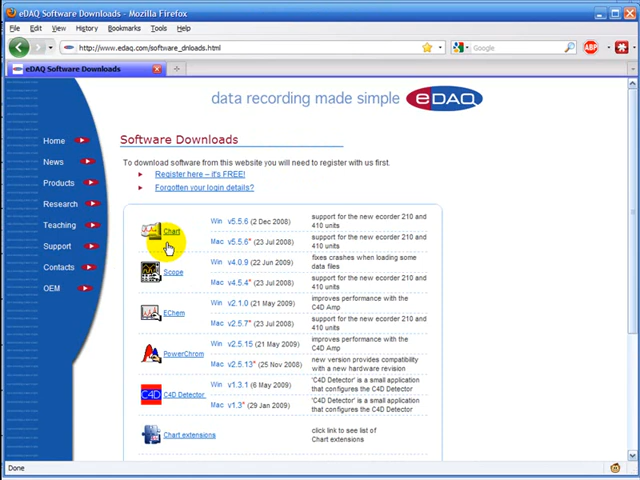 eDAQ Software Downloads - Mozilla Firefox
File Edit View History Bookmarks Tools Help
http://www.edaq.com/software_dnloads.html
Google
ABP
eDAQ Software Downloads
data recording made simple eDAQ
Home
News
Products
Research
Teaching
Support
Contacts
OEM
Software Downloads
To download software from this website you will need to register with us first.
Register here – it's FREE!
Forgotten your login details?
Chart
Win v5.5.6 (2 Dec 2008)
support for the new ecorder 210 and
410 units
Mac v5.5.6* (23 Jul 2008)
support for the new ecorder 210 and
410 units
Scope
Win v4.0.9 (22 Jun 2009)
fixes crashes when loading some
data files
Mac v4.5.4* (23 Jul 2008)
support for the new ecorder 210 and
410 units
EChem
Win v2.1.0 (21 May 2009)
improves performance with the
C4D Amp
Mac v2.5.7* (23 Jul 2008)
support for the new ecorder 210 and
410 units
PowerChrom
Win v2.5.15 (21 May 2009)
improves performance with the
C4D Amp
Mac v2.5.13* (25 Nov 2008)
new version provides compatibility
with a new hardware revision
C4D
C4D Detector
Win v1.3.1 (6 May 2009)
'C4D Detector' is a small application
that configures the C4D Detector
Mac v1.3* (29 Jan 2009)
'C4D Detector' is a small application
that configures the C4D Detector
Chart extensions
click link to see list of
Chart extensions
Done